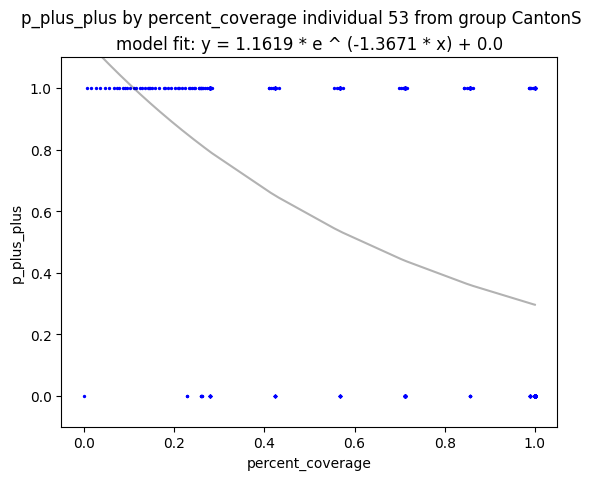 p_plus_plus by percent_coverage individual 53 from group CantonS
model fit: y = 1.1619 * e ^ (-1.3671 * x) + 0.0
1.0
0.8
0.6
0.4
0.2
0.0
p_plus_plus
0.0 0.2 0.4 0.6 0.8 1.0
percent_coverage